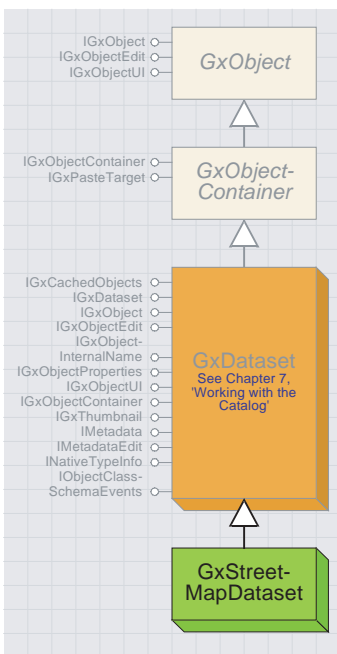 IGxObject
IGxObjectEdit
IGxObjectUI
GxObject
IGxObjectContainer
IGxPasteTarget
GxObject-
Container
IGxCachedObjects
IGxDataset
IGxObject
IGxObjectEdit
IGxObject-
InternalName
IGxObjectProperties
IGxObjectUI
IGxObjectContainer
IGxThumbnail
IMetadata
IMetadataEdit
INativeTypeInfo
IObjectClass-
SchemaEvents
GxDataset
See Chapter 7,
'Working with the
Catalog'
GxStreet-
MapDataset